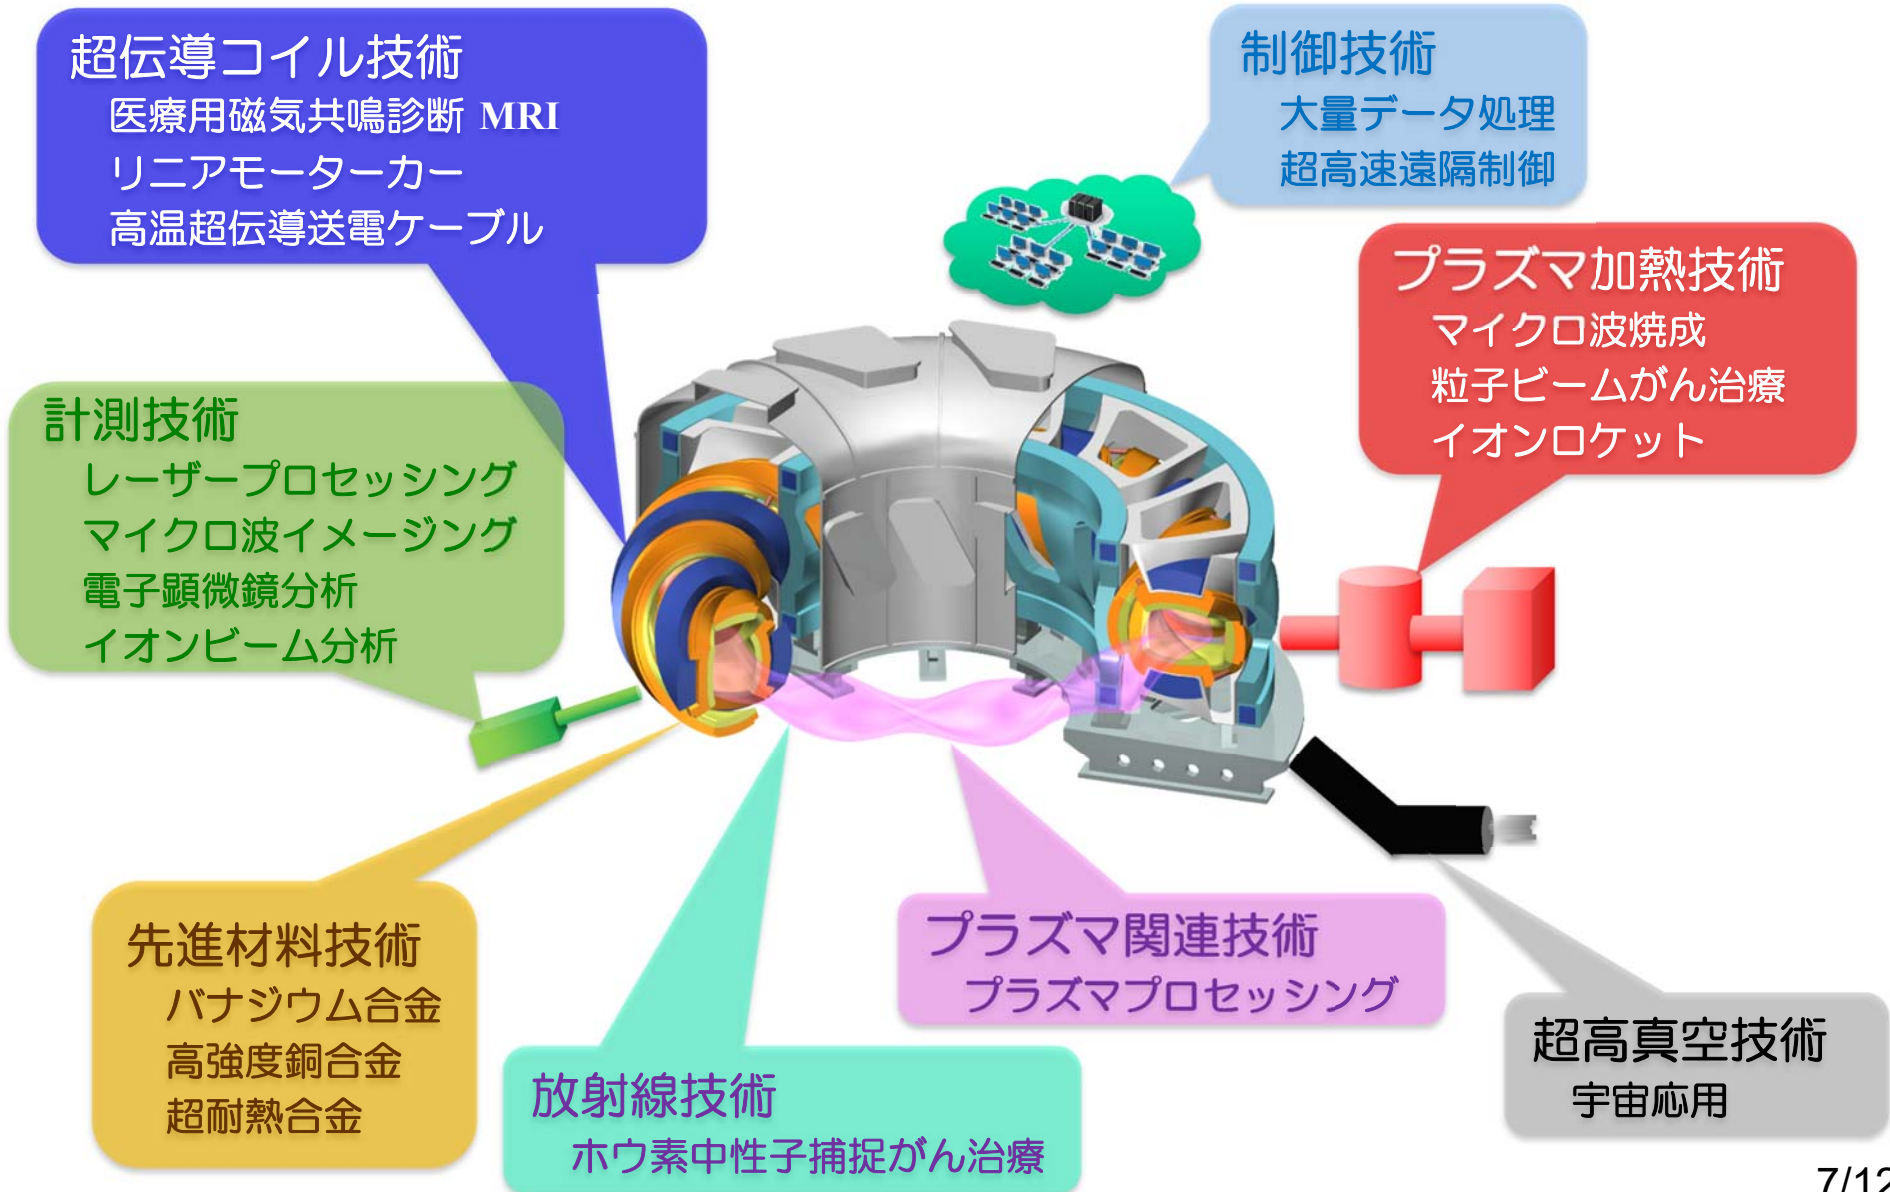 超伝導コイル技術
医療用磁気共鳴診断 MRI
リニアモーターカー
高温超伝導送電ケーブル
制御技術
大量データ処理
超高速遠隔制御
プラズマ加熱技術
マイクロ波焼成
粒子ビームがん治療
イオンロケット
計測技術
レーザープロセッシング
マイクロ波イメージング
電子顕微鏡分析
イオンビーム分析
先進材料技術
バナジウム合金
高強度銅合金
超耐熱合金
放射線技術
ホウ素中性子捕捉がん治療
プラズマ関連技術
プラズマプロセッシング
超高真空技術
宇宙応用
7/12